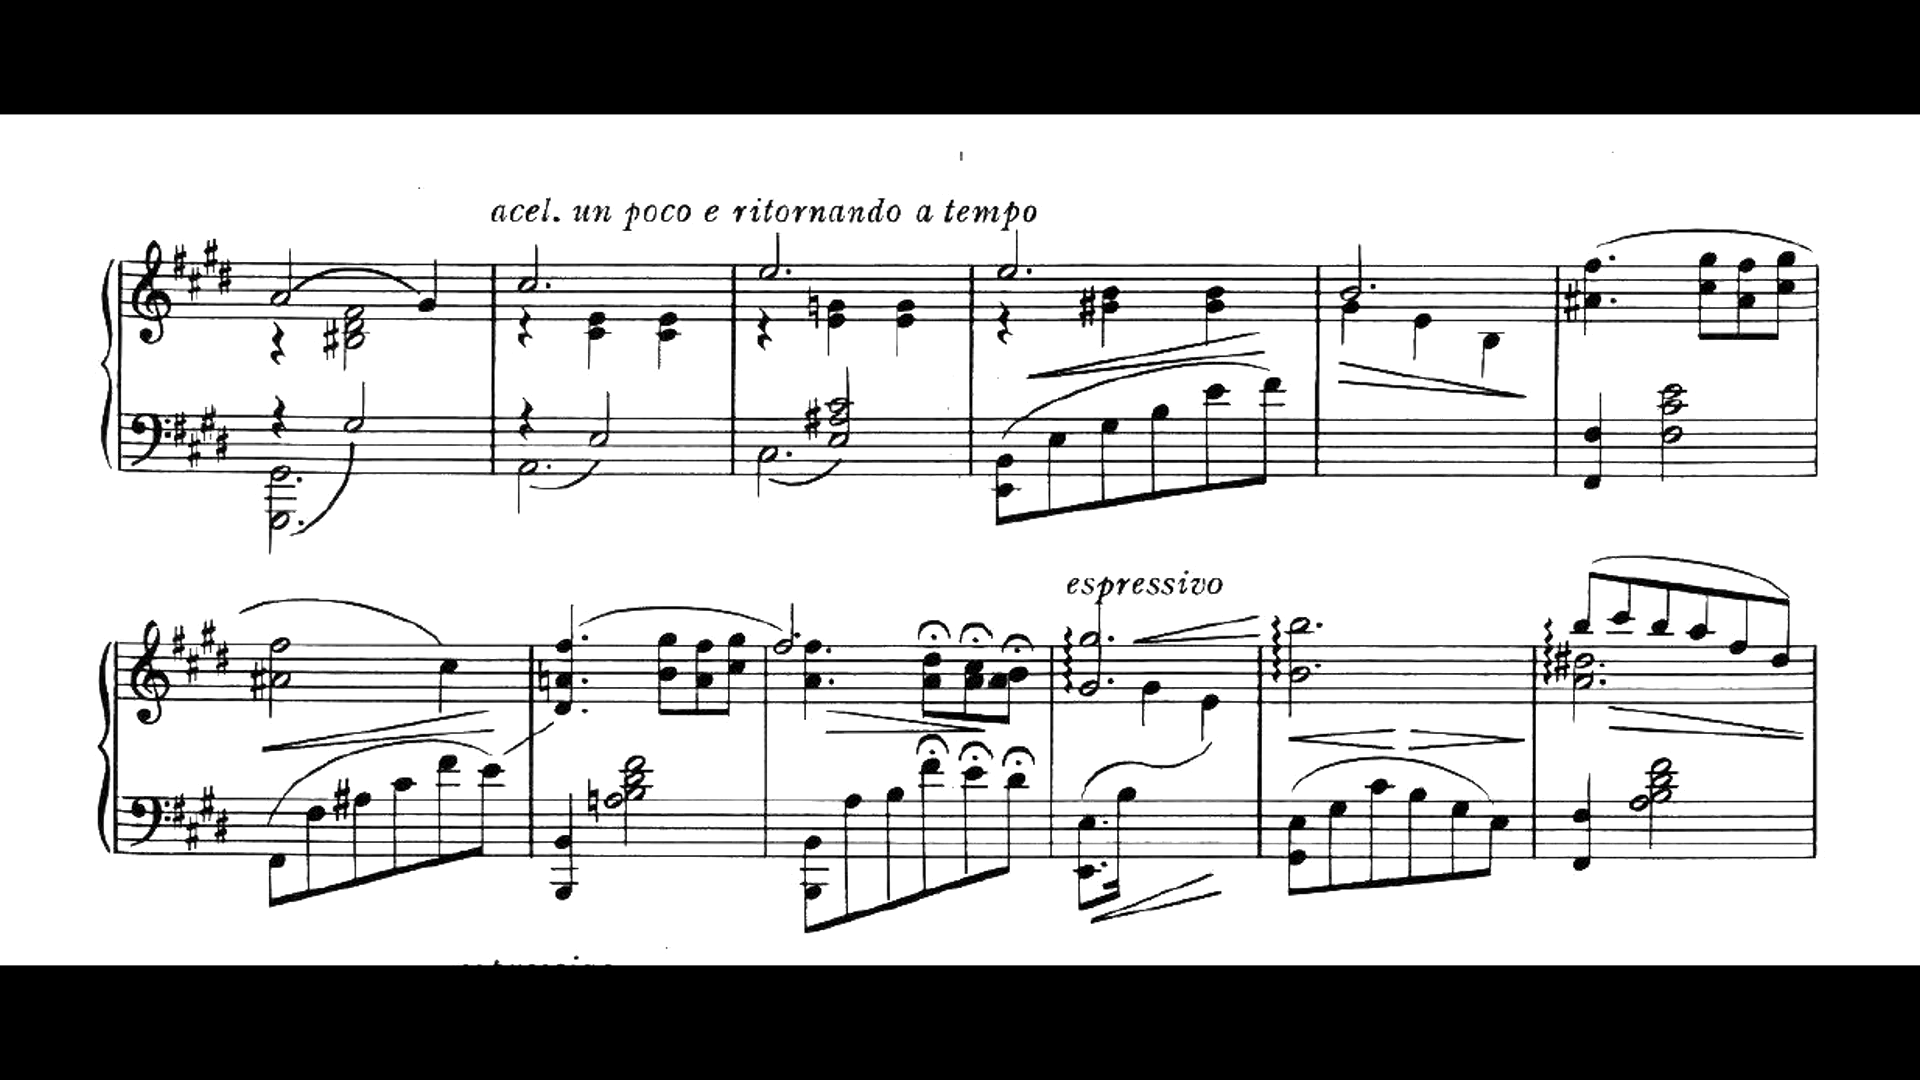 acel. un poco e ritornando a tempo
espressivo